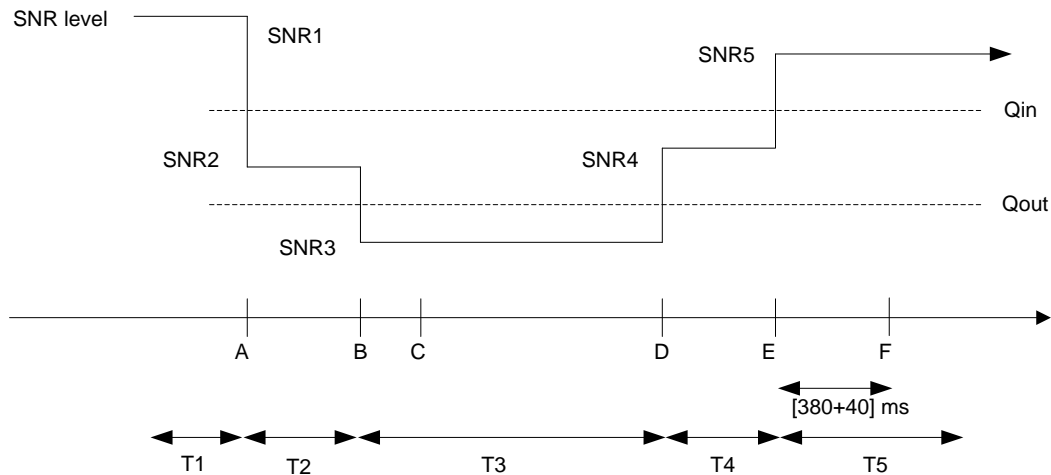 SNR level
SNR1
SNR5
Qin
SNR2
SNR4
Qout
SNR3
A B C D E F
[380+40] ms
T1 T2 T3 T4 T5